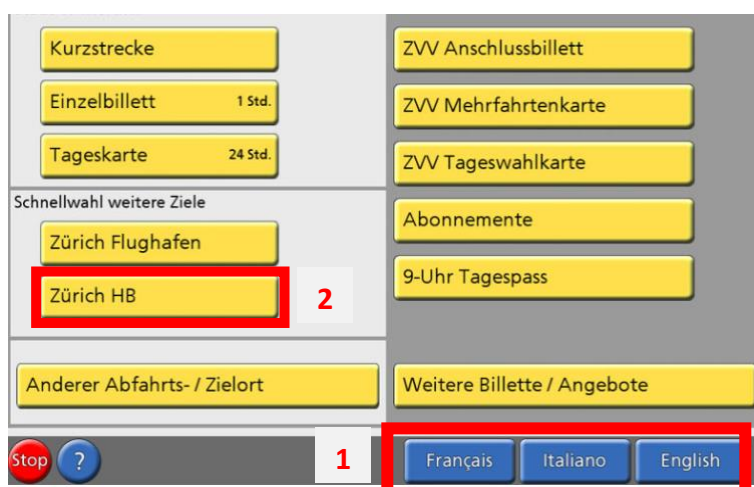 Kurzstrecke
Einzelbillett 1 Std.
Tageskarte 24 Std.
Schnellwahl weitere Ziele
Zürich Flughafen
Zürich HB
2
Anderer Abfahrts- / Zielort
ZVV Anschlussbillett
ZVV Mehrfahrtenkarte
ZVV Tageswahlkarte
Abonnemente
9-Uhr Tagespass
Weitere Billette / Angebote
Stop ?
1
Français Italiano English